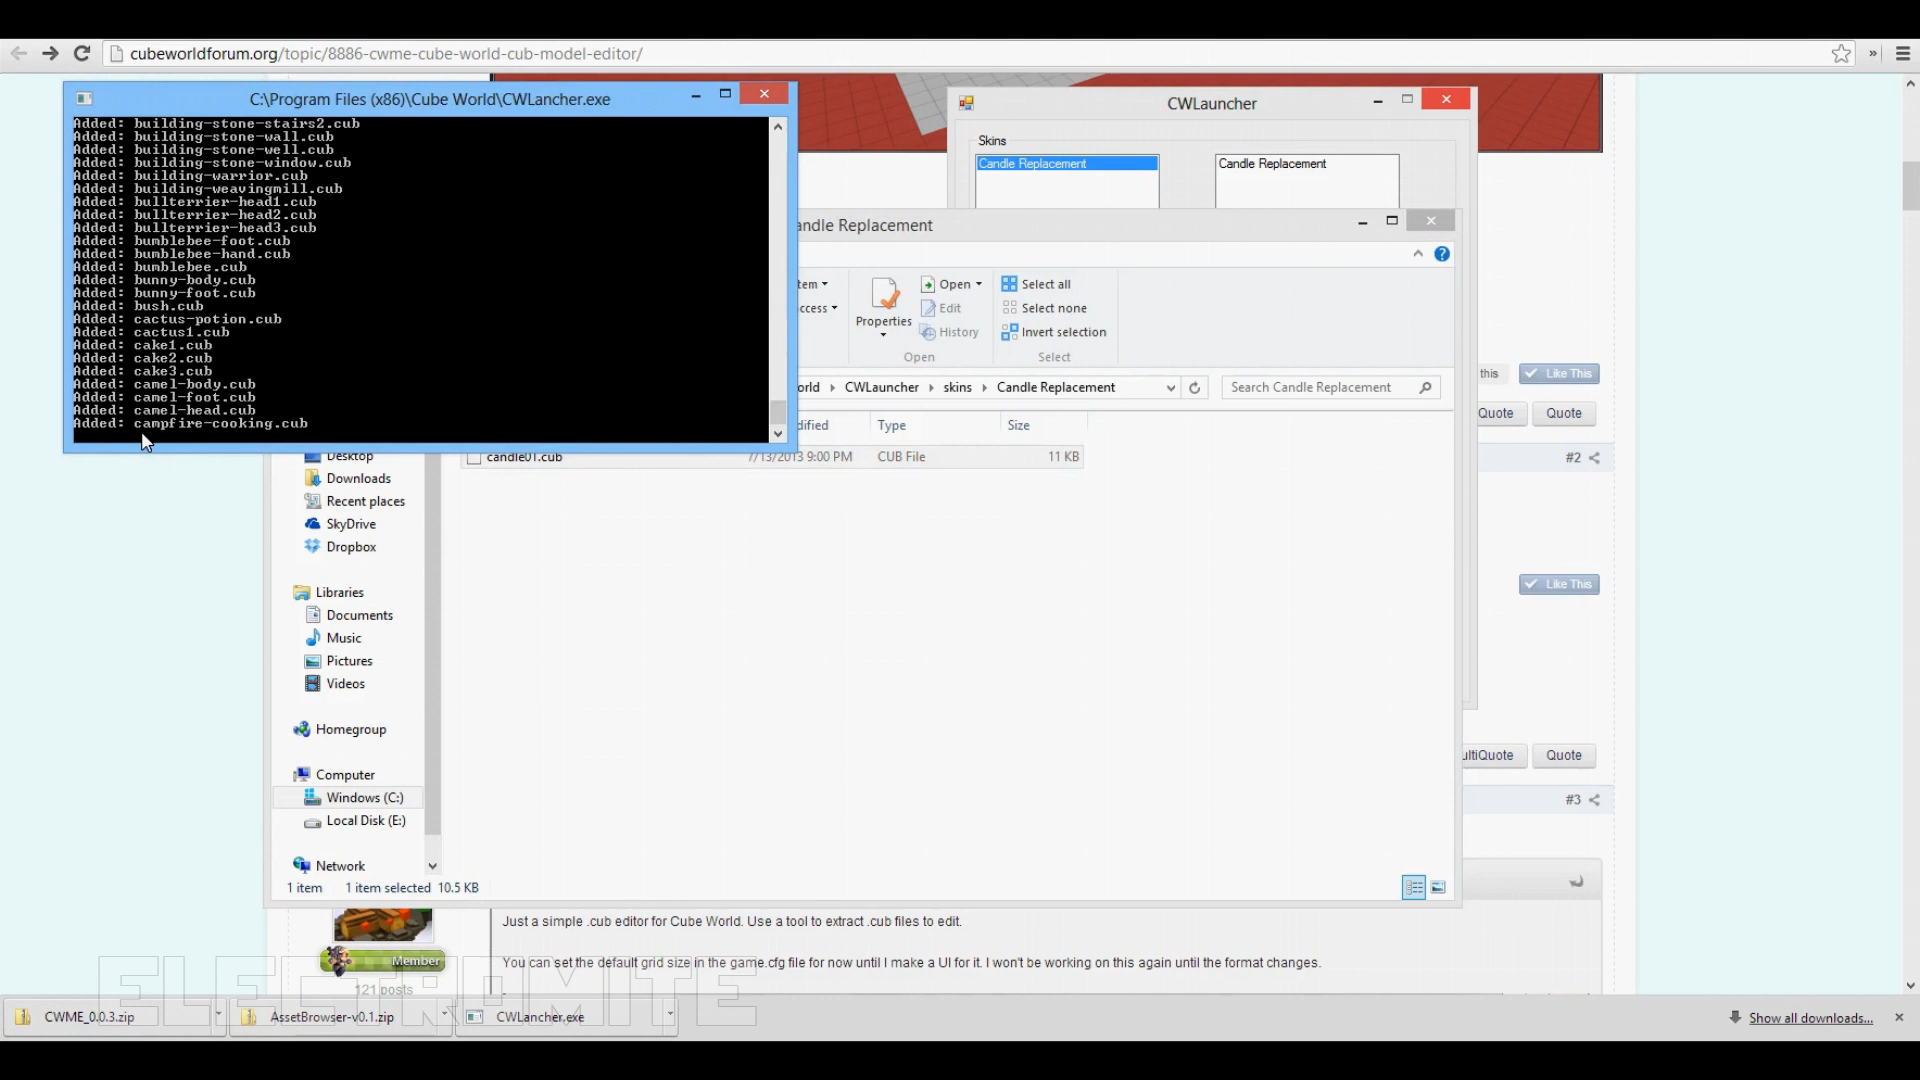 cubeworldforum.org/topic/8886-cwme-cube-world-cub-model-editor/
C:\Program Files (x86)\Cube World\CWLancher.exe
Added: building-stone-stairs2.cub
Added: building-stone-wall.cub
Added: building-stone-well.cub
Added: building-stone-window.cub
Added: building-warrior.cub
Added: building-weavingmill.cub
Added: bullterrier-head1.cub
Added: bullterrier-head2.cub
Added: bullterrier-head3.cub
Added: bumblebee-foot.cub
Added: bumblebee-hand.cub
Added: bumblebee.cub
Added: bunny-body.cub
Added: bunny-foot.cub
Added: bush.cub
Added: cactus-potion.cub
Added: cactus1.cub
Added: cake1.cub
Added: cake2.cub
Added: cake3.cub
Added: camel-body.cub
Added: camel-foot.cub
Added: camel-head.cub
Added: campfire-cooking.cub
CWLauncher
Skins
Candle Replacement Candle Replacement
andle Replacement
tem Open Select all
ccess Properties Edit Select none
History Invert selection
Open Select
orld CWLauncher skins Candle Replacement Search Candle Replacement
dified Type Size
candle01.cub 7/13/2013 9:00 PM CUB File 11 KB
Desktop
Downloads
Recent places
SkyDrive
Dropbox
Libraries
Documents
Music
Pictures
Videos
Homegroup
Computer
Windows (C:)
Local Disk (E:)
Network
1 item 1 item selected 10.5 KB
this Like This
Quote Quote
#2
Like This
ultiQuote Quote
#3
Just a simple .cub editor for Cube World. Use a tool to extract .cub files to edit.
Member
You can set the default grid size in the game.cfg file for now until I make a UI for it. I won't be working on this again until the format changes.
121 posts
ELECTROMITE
CWME_0.0.3.zip AssetBrowser-v0.1.zip CWLancher.exe Show all downloads...